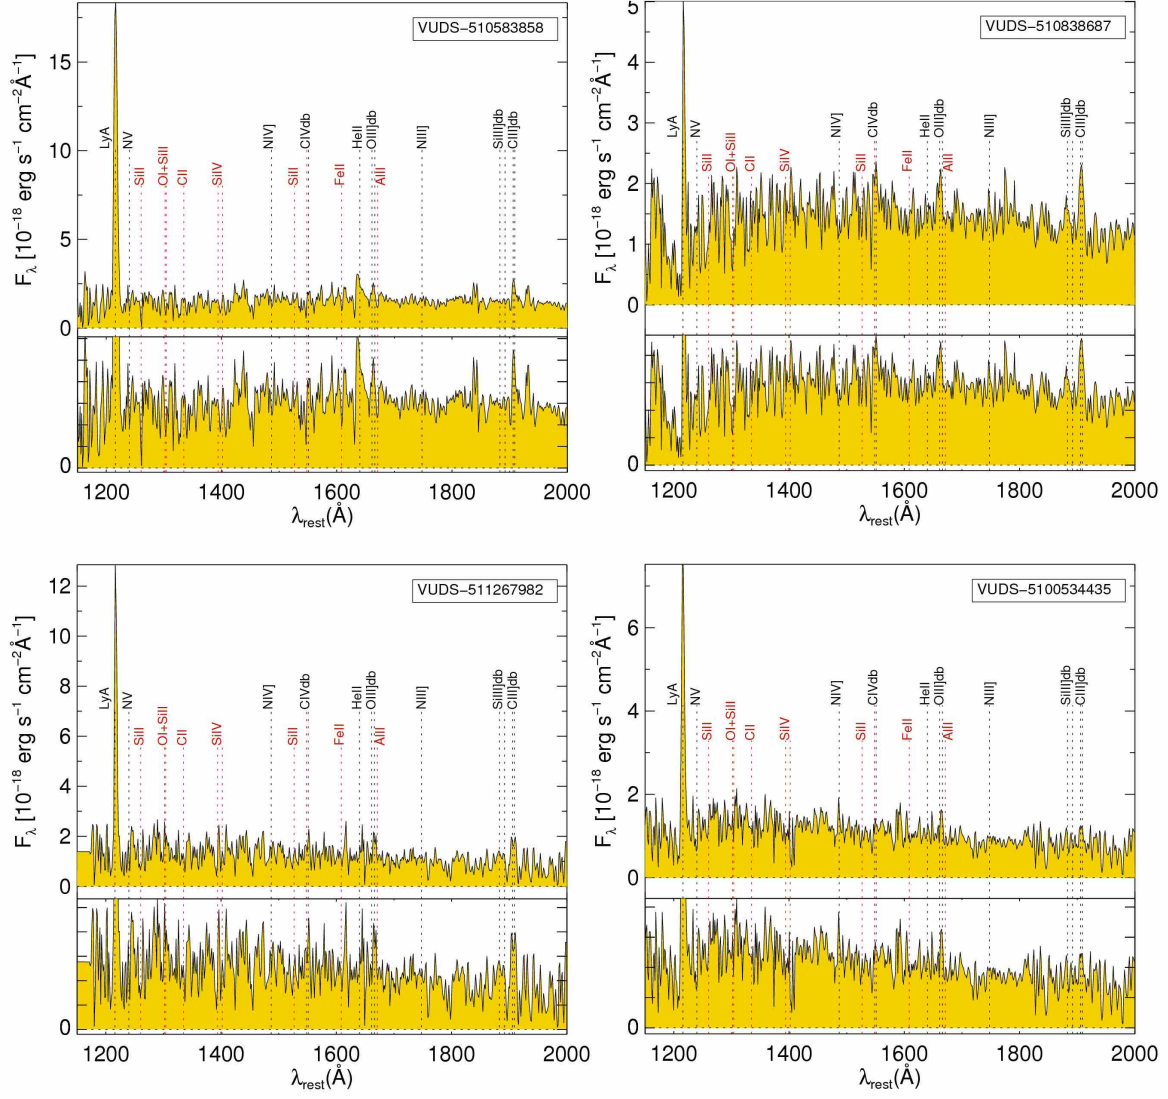 VUDS−510583858
F_λ [10⁻¹⁸ erg s⁻¹ cm⁻²Å⁻¹]
15
10
5
0
0
LyA
NV
SiII
OI+SiII
CII
SiIV
NIV]
SiII
CIVdb
FeII
HeII
OIII]db
AlII
NIII]
SiIII]db
CIII]db
1200 1400 1600 1800 2000
λrest(Å)
VUDS−510838687
F_λ [10⁻¹⁸ erg s⁻¹ cm⁻²Å⁻¹]
5
4
3
2
1
0
0
LyA
NV
SiII
OI+SiII
CII
SiIV
NIV]
SiII
CIVdb
FeII
HeII
OIII]db
AlII
NIII]
SiIII]db
CIII]db
1200 1400 1600 1800 2000
λrest(Å)
VUDS−511267982
F_λ [10⁻¹⁸ erg s⁻¹ cm⁻²Å⁻¹]
12
10
8
6
4
2
0
0
LyA
NV
SiII
OI+SiII
CII
SiIV
NIV]
SiII
CIVdb
FeII
HeII
OIII]db
AlII
NIII]
SiIII]db
CIII]db
1200 1400 1600 1800 2000
λrest(Å)
VUDS−5100534435
F_λ [10⁻¹⁸ erg s⁻¹ cm⁻²Å⁻¹]
6
4
2
0
0
LyA
NV
SiII
OI+SiII
CII
SiIV
NIV]
SiII
CIVdb
FeII
HeII
OIII]db
AlII
NIII]
SiIII]db
CIII]db
1200 1400 1600 1800 2000
λrest(Å)